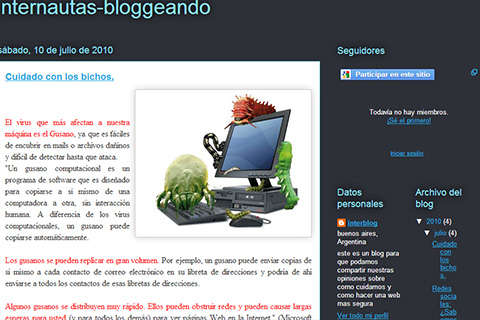 nternautas-bloggeando
sábado, 10 de julio de 2010
Cuidado con los bichos.
El virus que más afectan a nuestra
máquina es el Gusano, ya que es fáciles
de encubrir en mails o archivos dañinos
y difícil de detectar hasta que ataca.
"Un gusano computacional es un
programa de software que es diseñado
para copiarse a si mismo de una
computadora a otra, sin interacción
humana. A diferencia de los virus
computacionales, un gusano puede
copiarse automáticamente.
Los gusanos se pueden replicar en gran volumen. Por ejemplo, un gusano puede enviar copias de
si mismo a cada contacto de correo electrónico en su libreta de direcciones y podria de ahí
enviarse a todos los contactos de esas libretas de direcciones.
Algunos gusanos se distribuyen muy rápido. Ellos pueden obstruir redes y pueden causar largas
esperas para usted (y para todos los demás) para ver páginas Web en la Internet." (Microsoft
Seguidores
Participar en este sitio
Todavía no hay miembros.
¡Sé el primero!
Iniciar sesión
Datos
personales
Interblog
buenos aires,
Argentina
este es un blog para
que podamos
compartir nuestras
opiniones sobre
como cuidarnos y
como hacer una web
mas segura
Ver todo mi perfil
Archivo del
blog
▼ 2010 (4)
▼ julio (4)
Cuidado
con los
bicho
s.
Redes
socia
les:
¿Sab